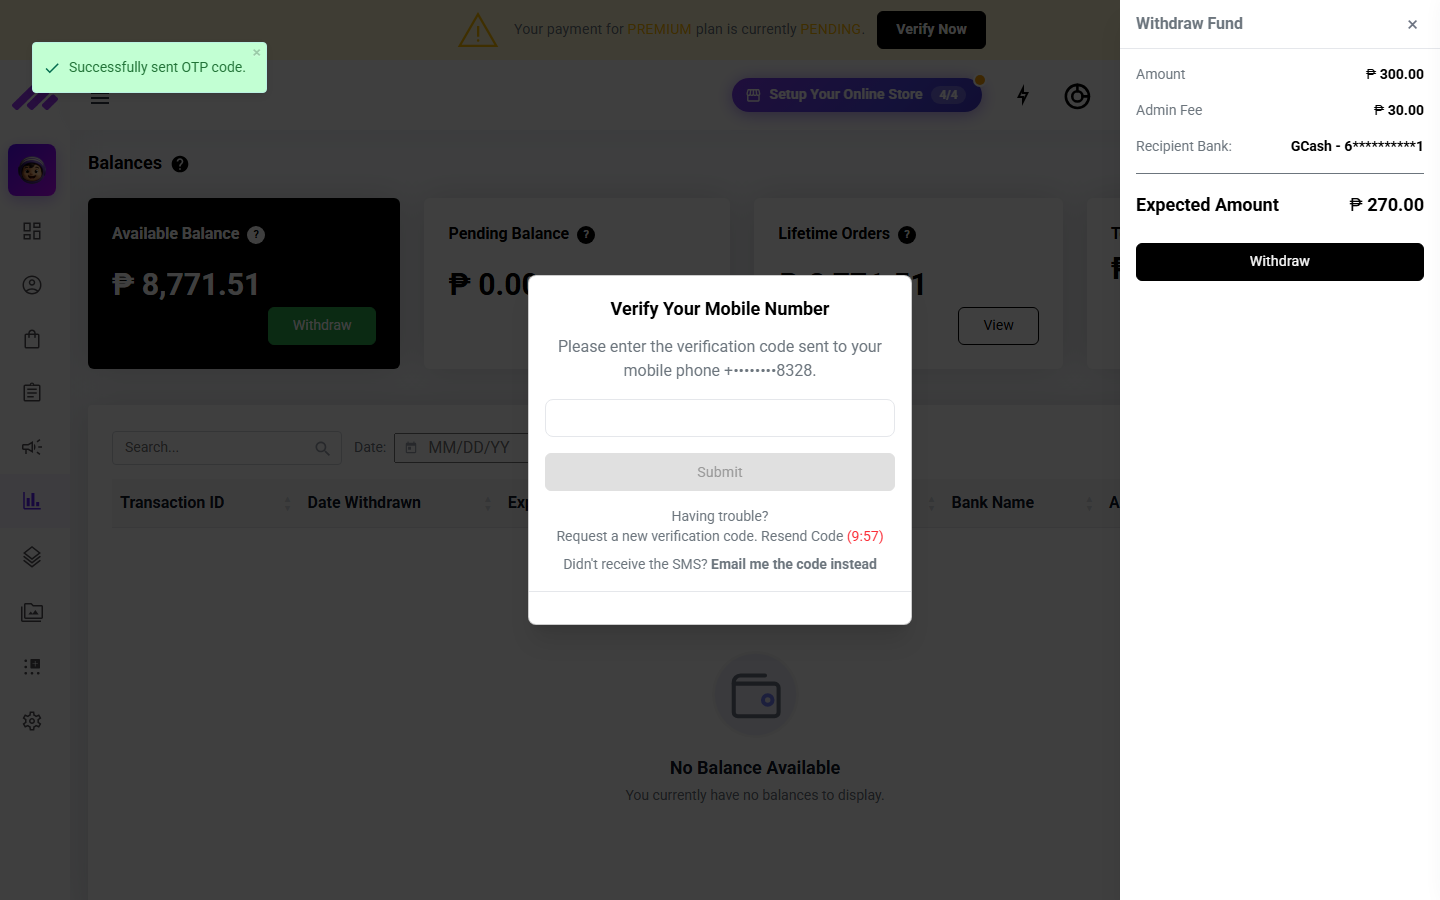 Your payment for PREMIUM plan is currently PENDING.
Verify Now
Successfully sent OTP code.
Setup Your Online Store 4/4
Balances
Available Balance
₱ 8,771.51
Withdraw
Pending Balance
₱ 0.00
Lifetime Orders
View
Search...
Date:
MM/DD/YY
Transaction ID
Date Withdrawn
Bank Name
No Balance Available
You currently have no balances to display.
Verify Your Mobile Number
Please enter the verification code sent to your
mobile phone +••••••••8328.
Submit
Having trouble?
Request a new verification code. Resend Code (9:57)
Didn't receive the SMS? Email me the code instead
Withdraw Fund
Amount ₱ 300.00
Admin Fee ₱ 30.00
Recipient Bank: GCash - 6**********1
Expected Amount ₱ 270.00
Withdraw